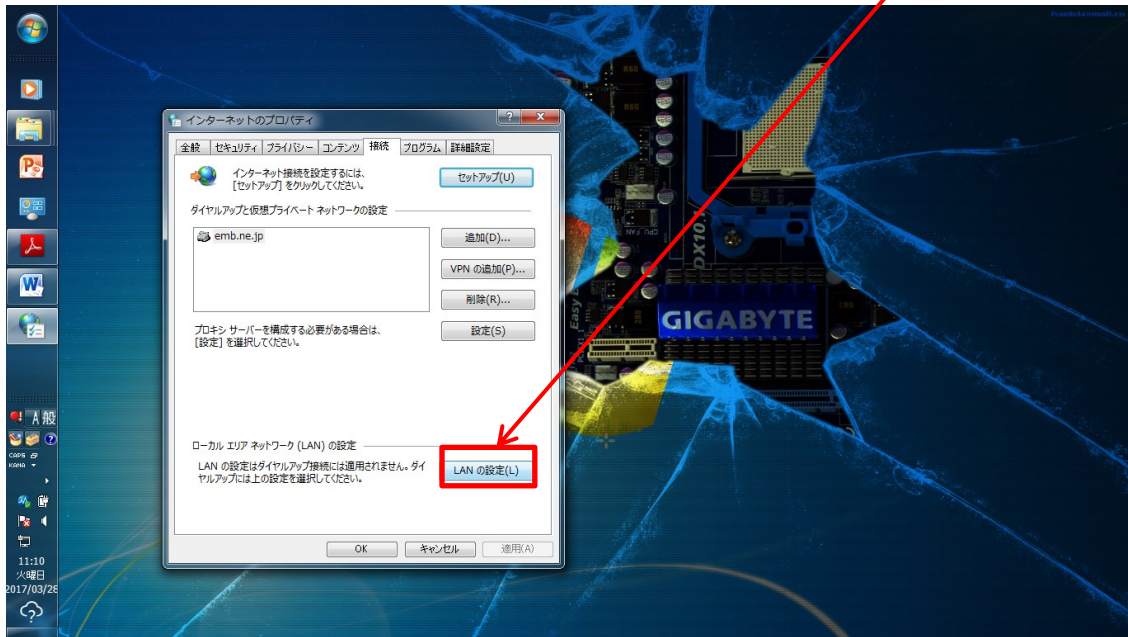 インターネットのプロパティ
全般 セキュリティ プライバシー コンテンツ 接続 プログラム 詳細設定
インターネット接続を設定するには、
[セットアップ] をクリックしてください。
セットアップ(U)
ダイヤルアップと仮想プライベート ネットワークの設定
emb.ne.jp
追加(D)...
VPN の追加(P)...
削除(R)...
プロキシ サーバーを構成する必要がある場合は、
[設定] を選択してください。
設定(S)
ローカル エリア ネットワーク (LAN) の設定
LAN の設定はダイヤルアップ接続には適用されません。ダイ
ヤルアップには上の設定を選択してください。
LAN の設定(L)
OK キャンセル 適用(A)
A 般
CAPS
KANA
11:10
火曜日
2017/03/28
GIGABYTE
DX10.1
CPU_FAN
Easy
PCIEX1_1
R60